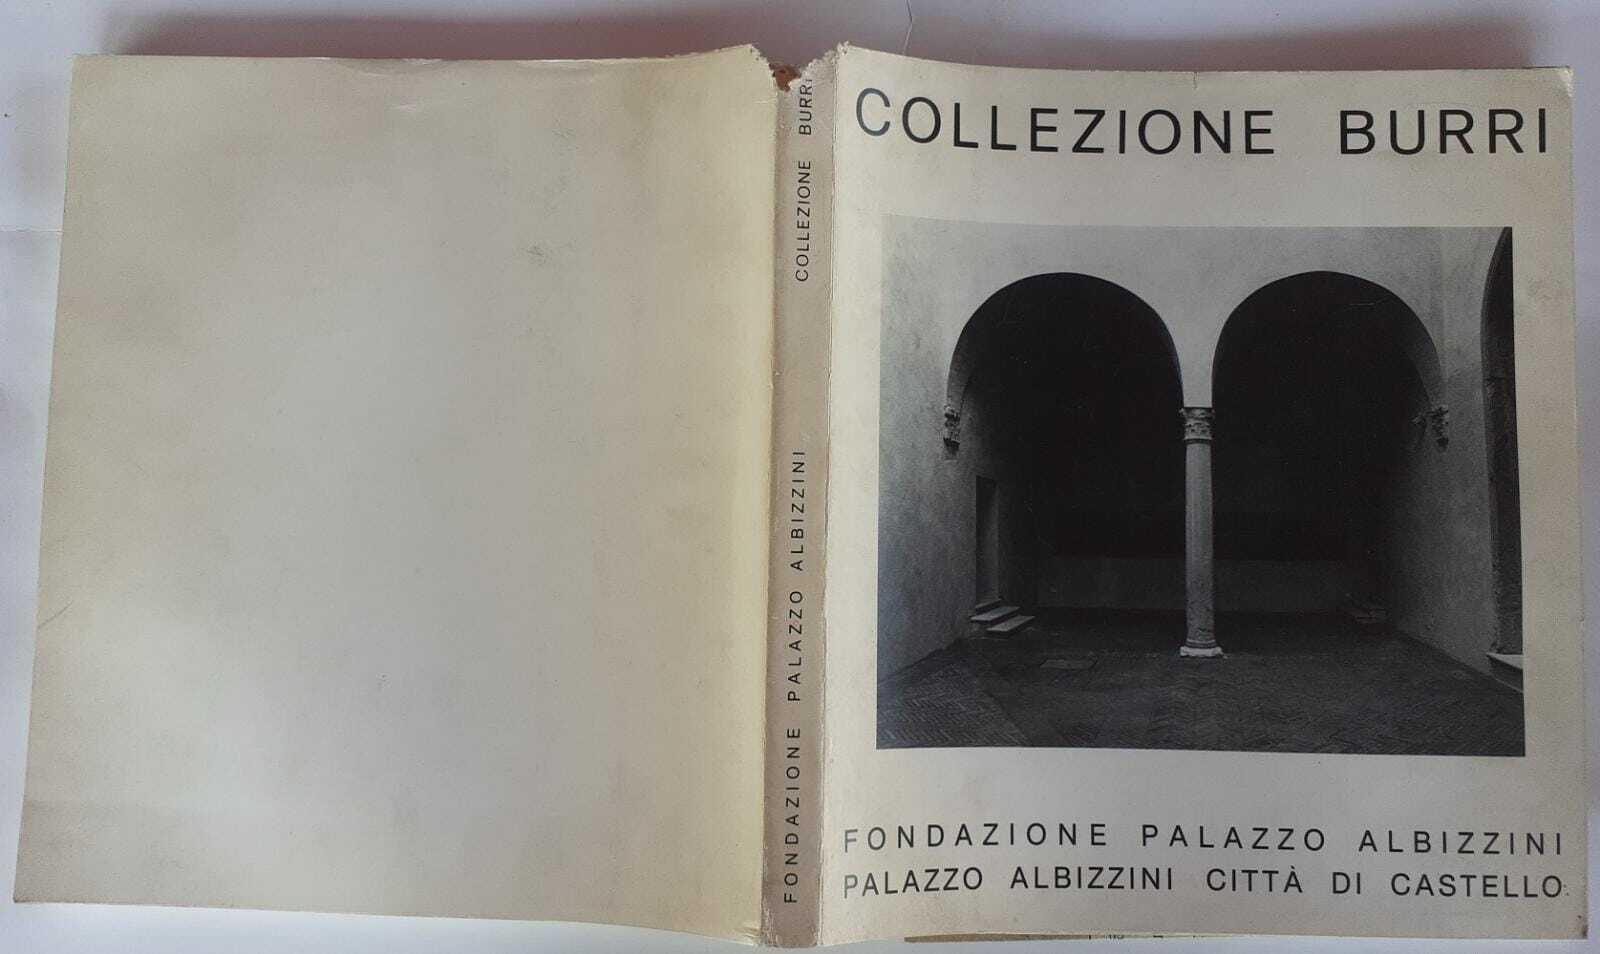 COLLEZIONE BURRI
FONDAZIONE PALAZZO ALBIZZINI
PALAZZO ALBIZZINI CITTÀ DI CASTELLO
FONDAZIONE PALAZZO ALBIZZINI COLLEZIONE BURRI